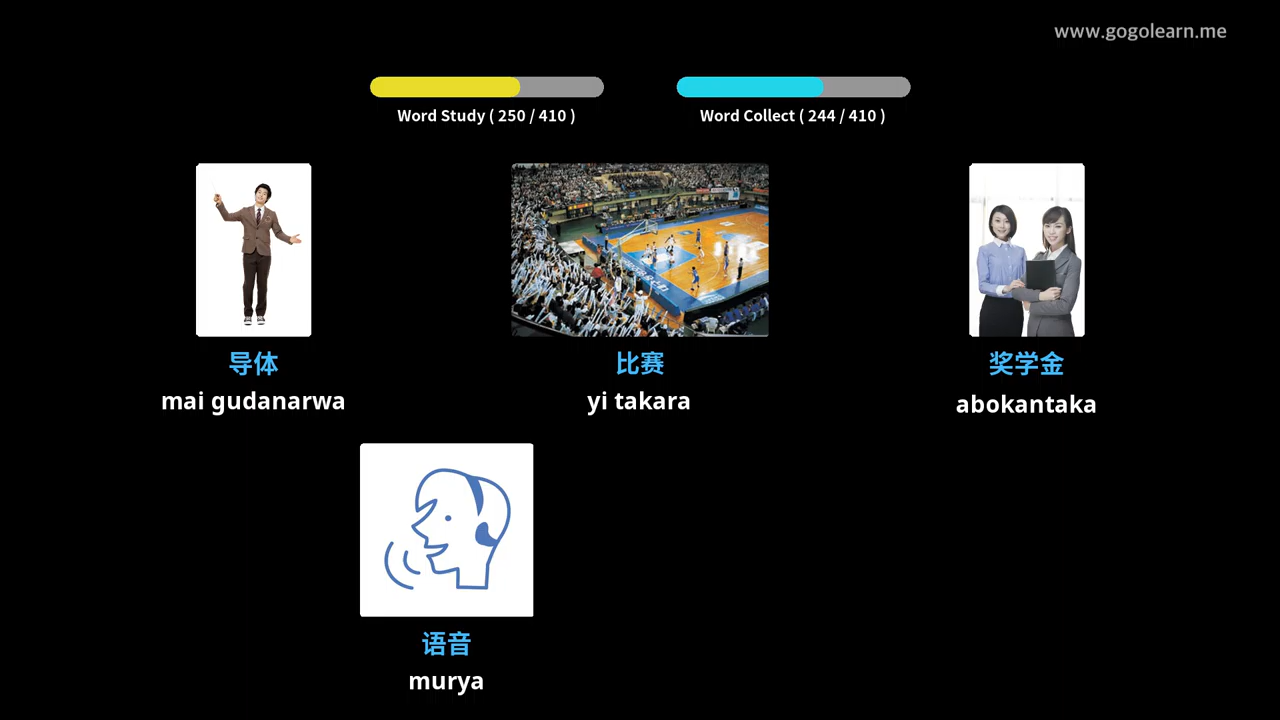 www.gogolearn.me
Word Study ( 250 / 410 )
Word Collect ( 244 / 410 )
导体
mai gudanarwa
比赛
yi takara
奖学金
abokantaka
语音
murya